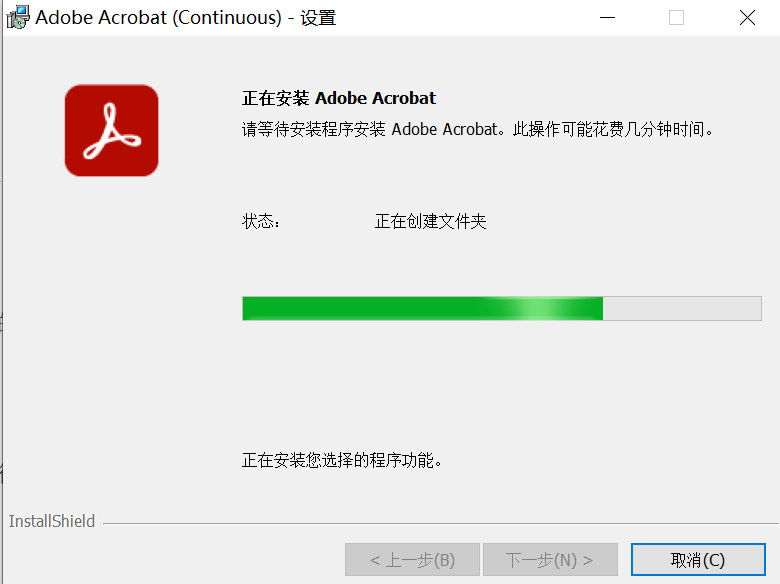 Adobe Acrobat (Continuous) - 设置
正在安装 Adobe Acrobat
请等待安装程序安装 Adobe Acrobat。此操作可能花费几分钟时间。
状态： 正在创建文件夹
正在安装您选择的程序功能。
InstallShield
< 上一步(B) 下一步(N) > 取消(C)